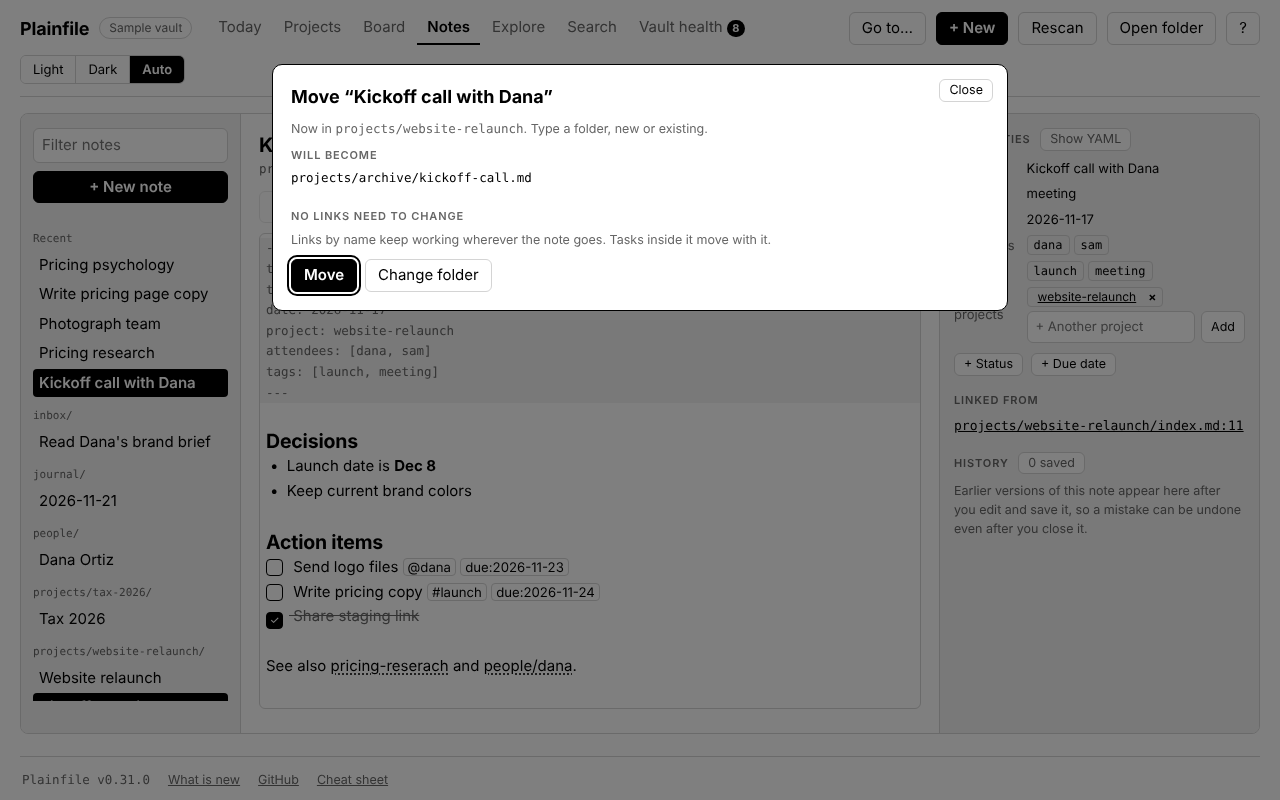 Plainfile Sample vault Today Projects Board Notes Explore Search Vault health 8 Go to... + New Rescan Open folder ?
Light Dark Auto
Move “Kickoff call with Dana”
Close
Now in projects/website-relaunch. Type a folder, new or existing.
WILL BECOME
projects/archive/kickoff-call.md
NO LINKS NEED TO CHANGE
Links by name keep working wherever the note goes. Tasks inside it move with it.
Move Change folder
Filter notes
+ New note
Recent
Pricing psychology
Write pricing page copy
Photograph team
Pricing research
Kickoff call with Dana
inbox/
Read Dana's brand brief
journal/
2026-11-21
people/
Dana Ortiz
projects/tax-2026/
Tax 2026
projects/website-relaunch/
Website relaunch
project: website-relaunch
attendees: [dana, sam]
tags: [launch, meeting]
---
Decisions
• Launch date is Dec 8
• Keep current brand colors
Action items
Send logo files @dana due:2026-11-23
Write pricing copy #launch due:2026-11-24
Share staging link
See also pricing-reserach and people/dana.
Show YAML
Kickoff call with Dana
meeting
2026-11-17
dana sam
launch meeting
website-relaunch ×
projects
+ Another project Add
+ Status + Due date
LINKED FROM
projects/website-relaunch/index.md:11
HISTORY 0 saved
Earlier versions of this note appear here after
you edit and save it, so a mistake can be undone
even after you close it.
Plainfile v0.31.0 What is new GitHub Cheat sheet